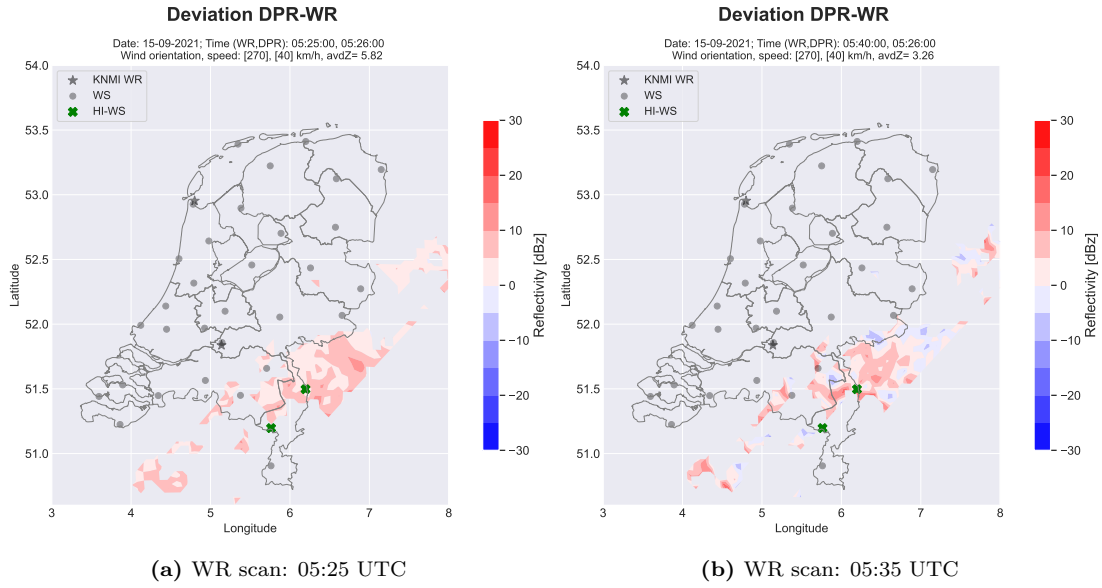 Deviation DPR-WR
Date: 15-09-2021; Time (WR,DPR): 05:25:00, 05:26:00
Wind orientation, speed: [270], [40] km/h, avdZ= 5.82
54.0
53.5
53.0
52.5
52.0
51.5
51.0
Latitude
KNMI WR
WS
HI-WS
3
4
5
6
7
8
Longitude
30
20
10
0
−10
−20
−30
Reflectivity [dBz]
(a) WR scan: 05:25 UTC
Deviation DPR-WR
Date: 15-09-2021; Time (WR,DPR): 05:40:00, 05:26:00
Wind orientation, speed: [270], [40] km/h, avdZ= 3.26
54.0
53.5
53.0
52.5
52.0
51.5
51.0
Latitude
KNMI WR
WS
HI-WS
3
4
5
6
7
8
Longitude
30
20
10
0
−10
−20
−30
Reflectivity [dBz]
(b) WR scan: 05:35 UTC